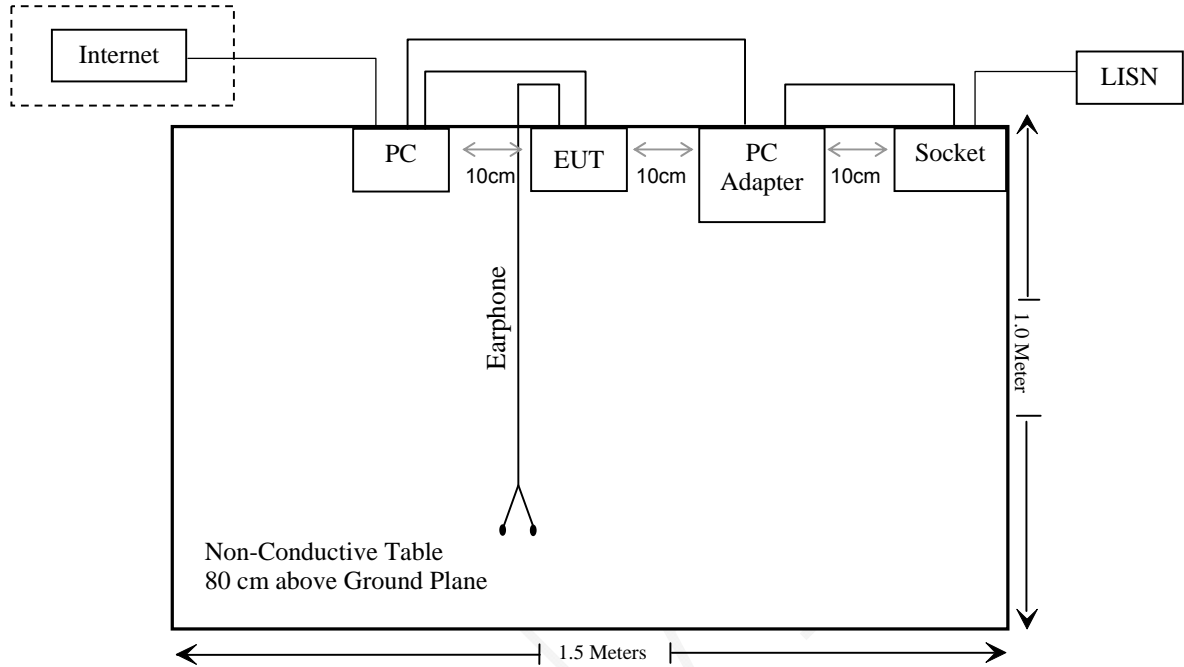 Internet
LISN
PC
EUT
PC
Adapter
Socket
10cm
10cm
10cm
Earphone
1.0 Meter
Non-Conductive Table
80 cm above Ground Plane
1.5 Meters